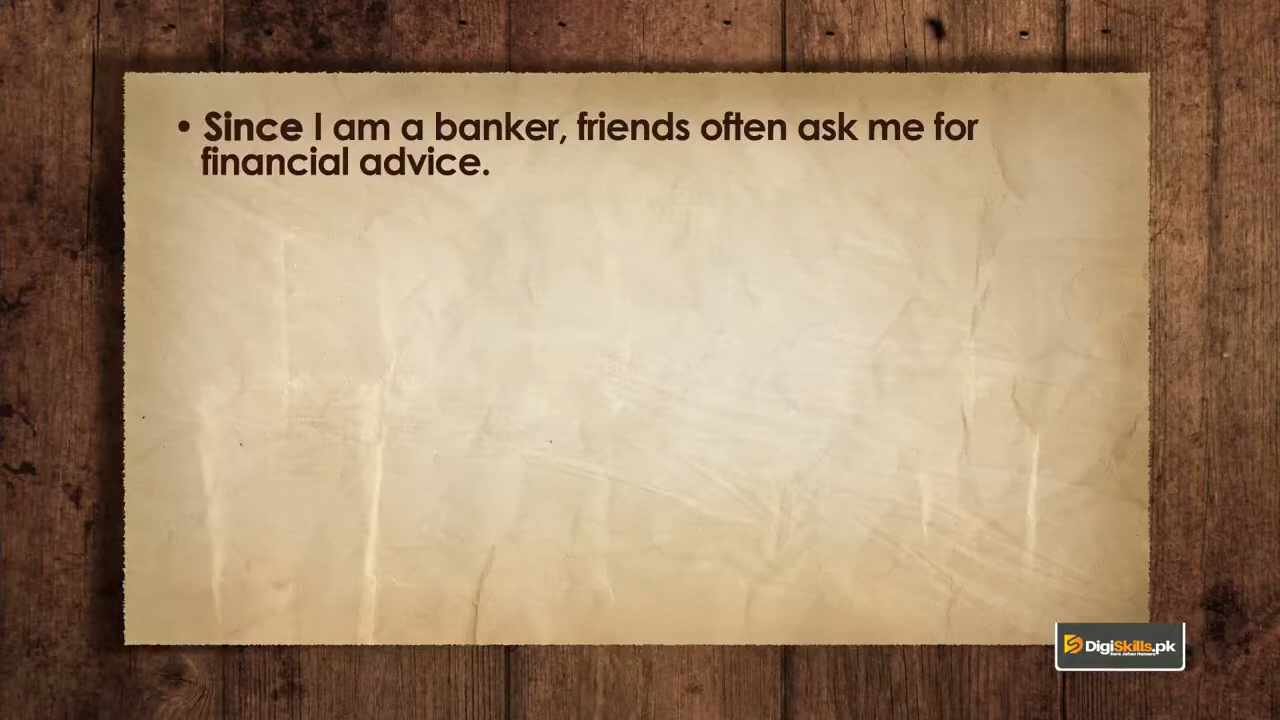 • Since I am a banker, friends often ask me for
financial advice.
DigiSkills.pk